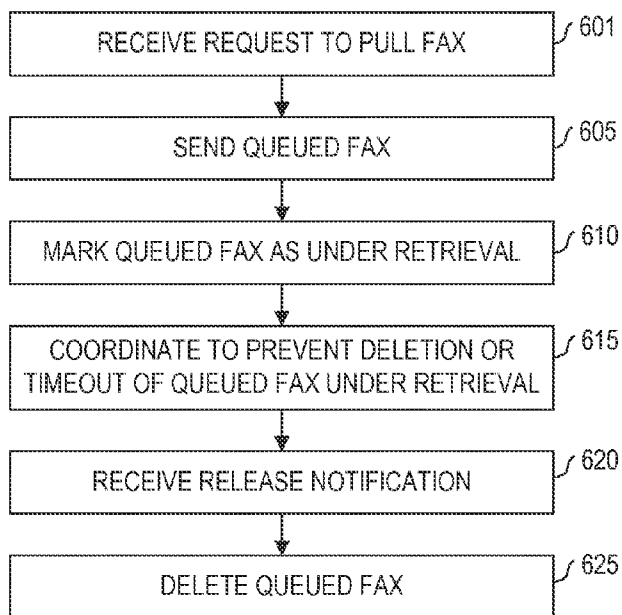 RECEIVE REQUEST TO PULL FAX
601
SEND QUEUED FAX
605
MARK QUEUED FAX AS UNDER RETRIEVAL
610
COORDINATE TO PREVENT DELETION OR
TIMEOUT OF QUEUED FAX UNDER RETRIEVAL
615
RECEIVE RELEASE NOTIFICATION
620
DELETE QUEUED FAX
625